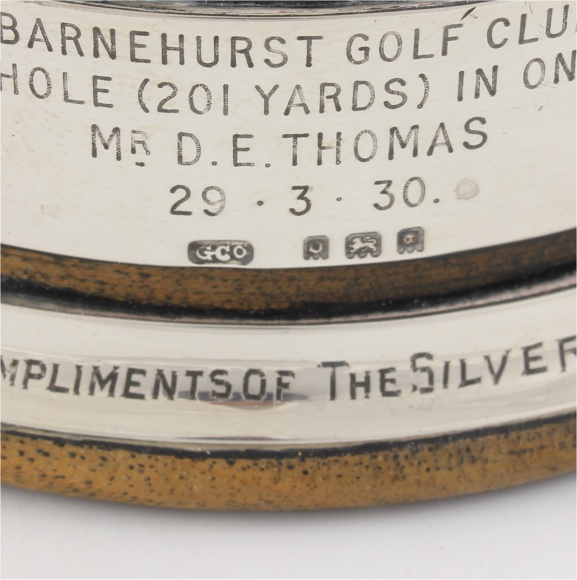 BARNEHURST GOLF CLU
HOLE (201 YARDS) IN ON
MR D.E. THOMAS
29 · 3 · 30.
GCO
MPLIMENTS OF THE SILVER